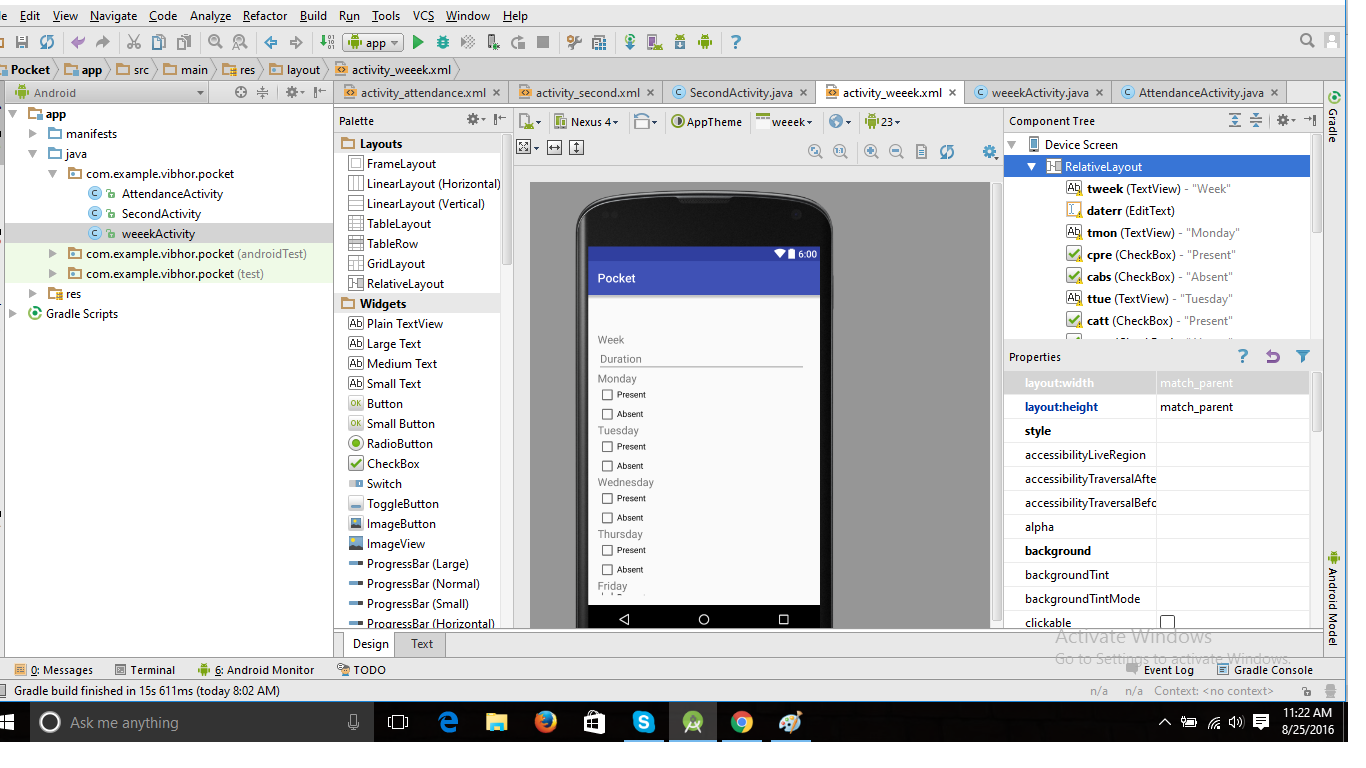 Edit View Navigate Code Analyze Refactor Build Run Tools VCS Window Help
app
Pocket app src main res layout activity_weeek.xml
Android
activity_attendance.xml activity_second.xml SecondActivity.java activity_weeek.xml weeekActivity.java AttendanceActivity.java
app
manifests
java
com.example.vibhor.pocket
AttendanceActivity
SecondActivity
weeekActivity
com.example.vibhor.pocket (androidTest)
com.example.vibhor.pocket (test)
res
Gradle Scripts
Palette
Layouts
FrameLayout
LinearLayout (Horizontal)
LinearLayout (Vertical)
TableLayout
TableRow
GridLayout
RelativeLayout
Widgets
Ab Plain TextView
Ab Large Text
Ab Medium Text
Ab Small Text
OK Button
OK Small Button
RadioButton
CheckBox
Switch
ToggleButton
ImageButton
ImageView
ProgressBar (Large)
ProgressBar (Normal)
ProgressBar (Small)
ProgressBar (Horizontal)
Nexus 4 AppTheme weeek 23
6:00
Pocket
Week
Duration
Monday
Present
Absent
Tuesday
Present
Absent
Wednesday
Present
Absent
Thursday
Present
Absent
Friday
Design Text
Component Tree
Device Screen
RelativeLayout
Ab tweek (TextView) - "Week"
daterr (EditText)
Ab tmon (TextView) - "Monday"
cpre (CheckBox) - "Present"
cabs (CheckBox) - "Absent"
Ab ttue (TextView) - "Tuesday"
catt (CheckBox) - "Present"
Properties
layout:width match_parent
layout:height match_parent
style
accessibilityLiveRegion
accessibilityTraversalAfte
accessibilityTraversalBefo
alpha
background
backgroundTint
backgroundTintMode
clickable
Gradle
Android Model
Activate Windows
Go to Settings to activate Windows.
0: Messages Terminal 6: Android Monitor TODO Event Log Gradle Console
Gradle build finished in 15s 611ms (today 8:02 AM) n/a n/a Context: <no context>
Ask me anything
11:22 AM
8/25/2016